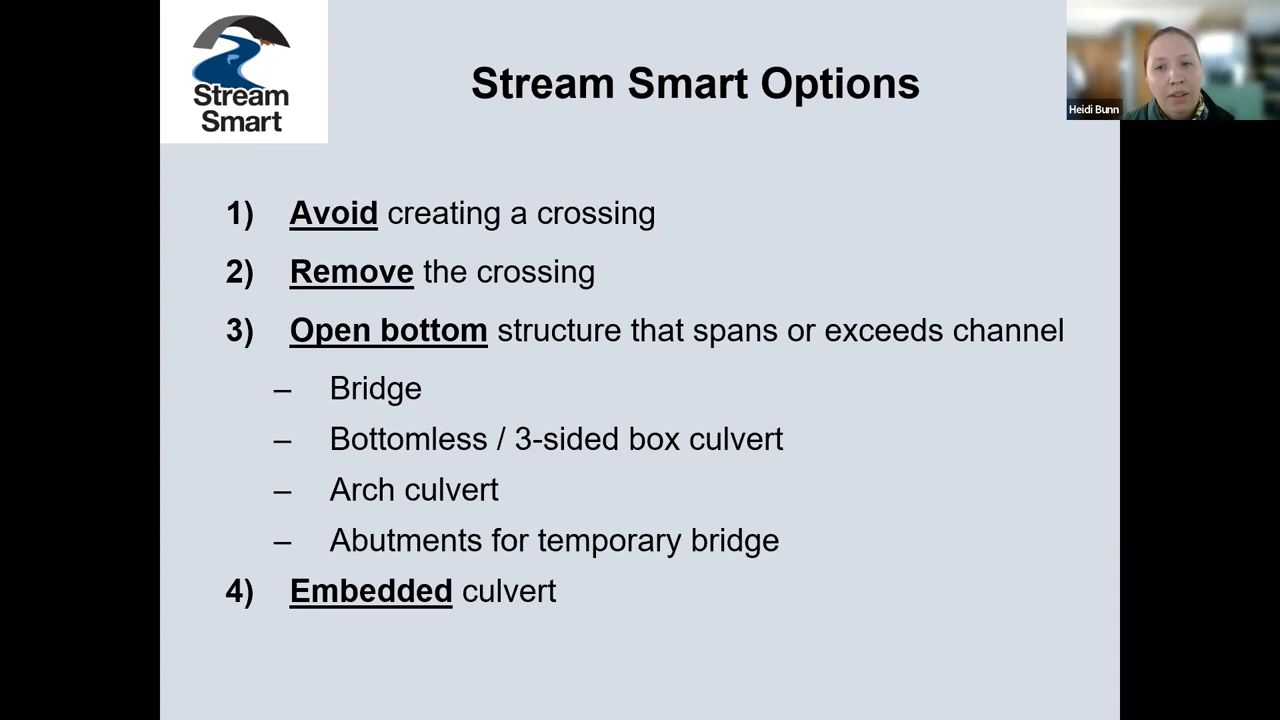 Stream
Smart
Stream Smart Options
Heidi Bunn
1) Avoid creating a crossing
2) Remove the crossing
3) Open bottom structure that spans or exceeds channel
– Bridge
– Bottomless / 3-sided box culvert
– Arch culvert
– Abutments for temporary bridge
4) Embedded culvert